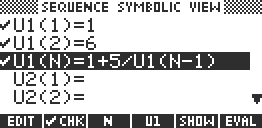 SEQUENCE SYMBOLIC VIEW
✓U1(1)=1
✓U1(2)=6
✓U1(N)=1+5/U1(N-1)
U2(1)=
U2(2)=
EDIT ✓CHK N U1 SHOW EVAL